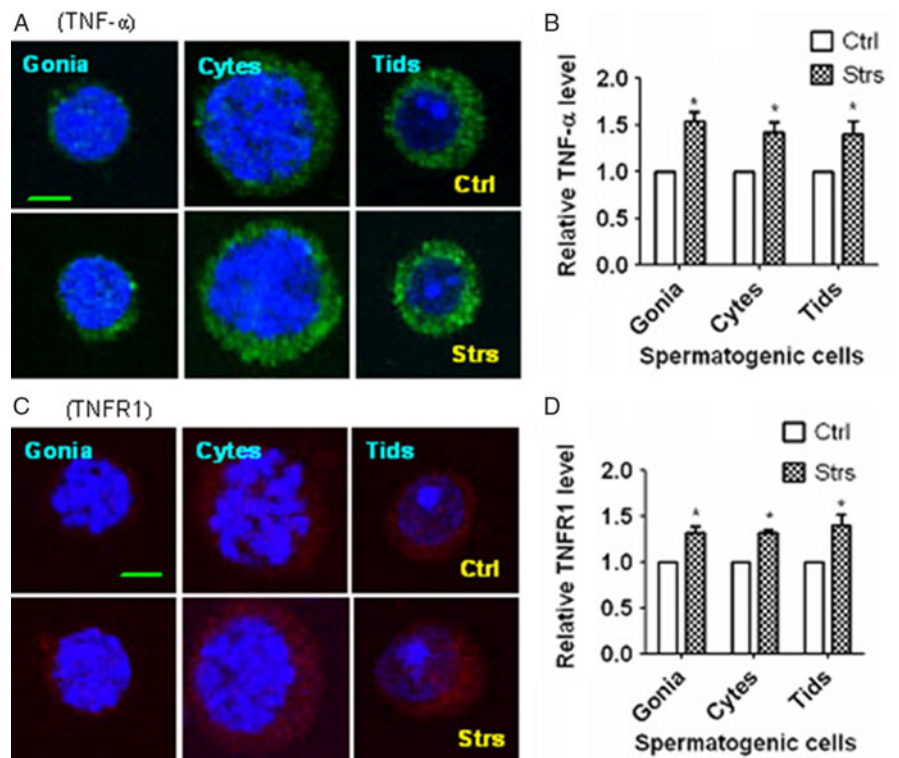 A (TNF-α)
Gonia Cytes Tids
Ctrl
Strs
B
Ctrl
Strs
Relative TNF-α level
2.0
1.5
1.0
0.5
0.0
* * *
Gonia Cytes Tids
Spermatogenic cells
C (TNFR1)
Gonia Cytes Tids
Ctrl
Strs
D
Ctrl
Strs
Relative TNFR1 level
2.0
1.5
1.0
0.5
0.0
* * *
Gonia Cytes Tids
Spermatogenic cells